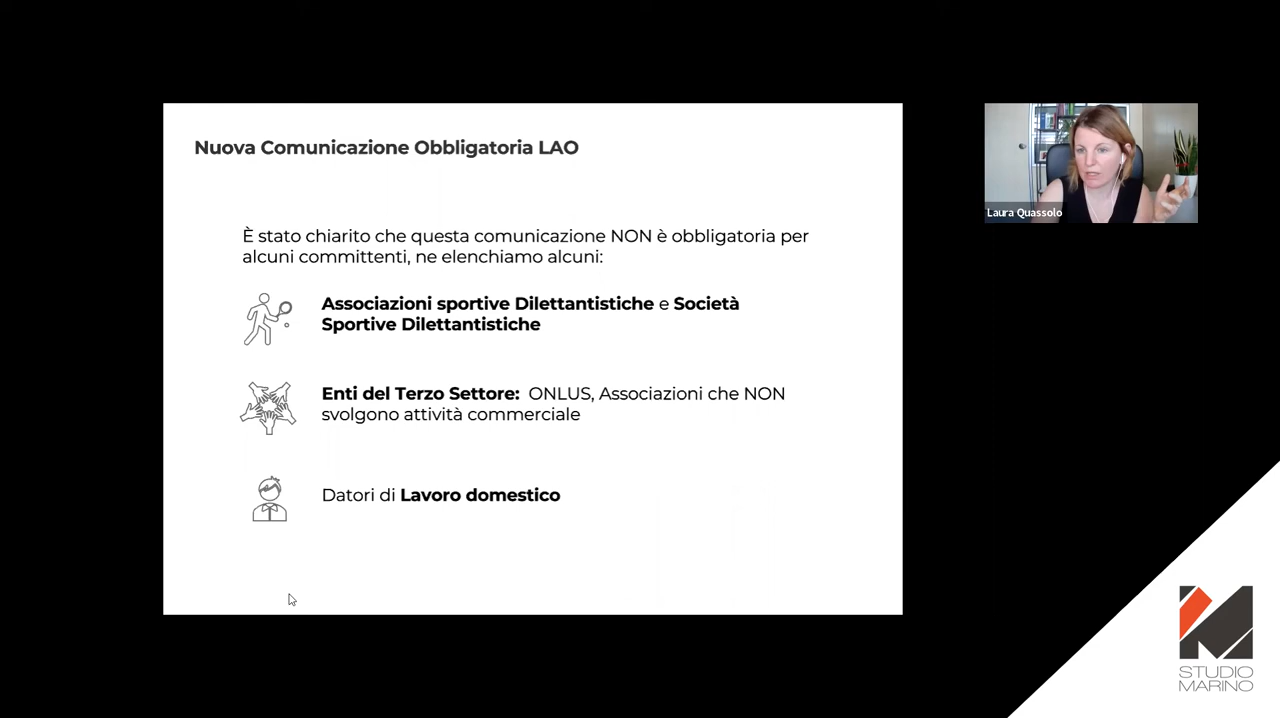 Nuova Comunicazione Obbligatoria LAO
È stato chiarito che questa comunicazione NON è obbligatoria per
alcuni committenti, ne elenchiamo alcuni:
Associazioni sportive Dilettantistiche e Società
Sportive Dilettantistiche
Enti del Terzo Settore: ONLUS, Associazioni che NON
svolgono attività commerciale
Datori di Lavoro domestico
Laura Quassolo
STUDIO
MARINO